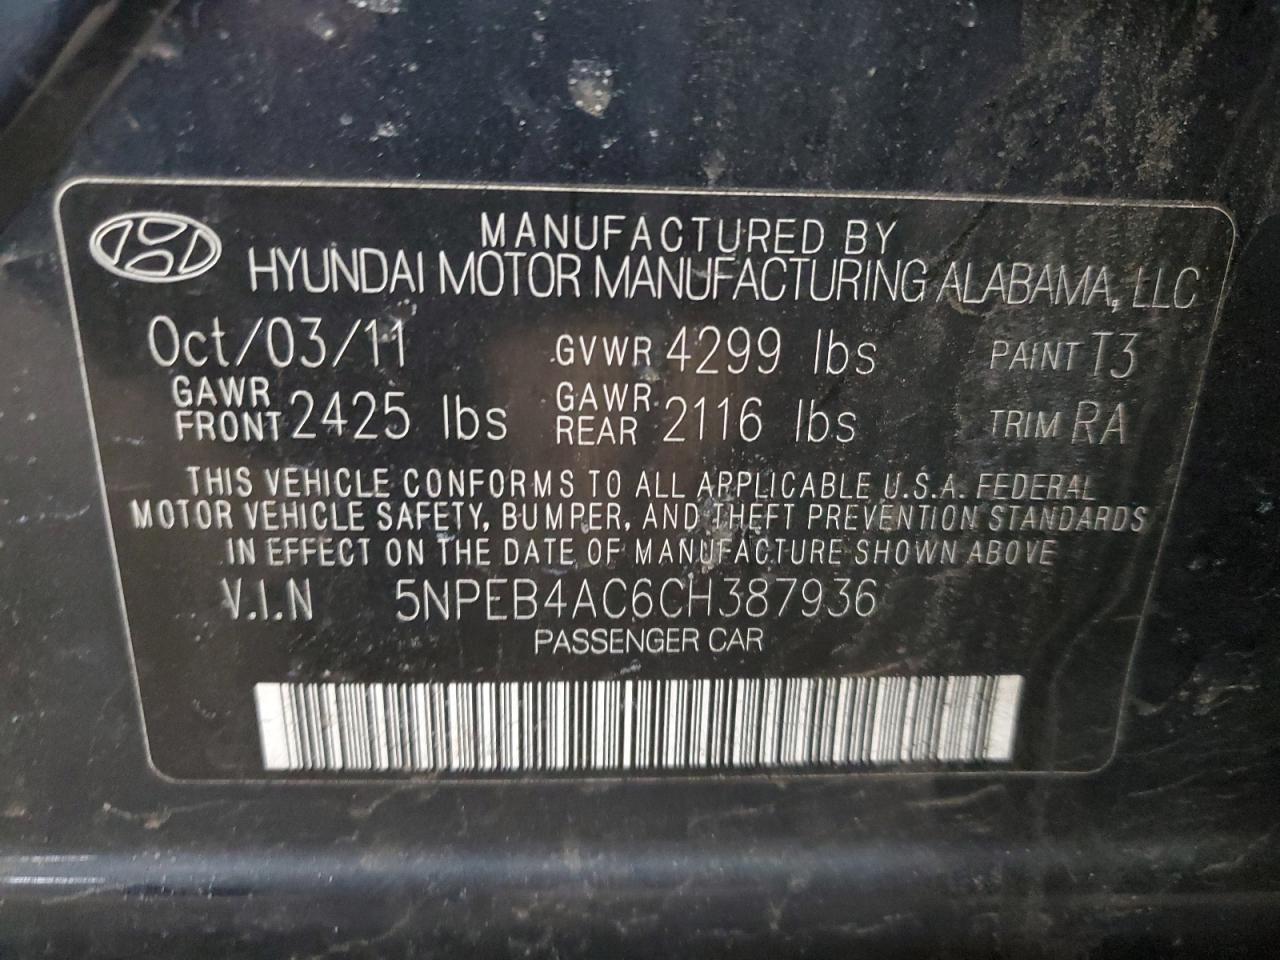 MANUFACTURED BY
HYUNDAI MOTOR MANUFACTURING ALABAMA, LLC
Oct/03/11 GVWR 4299 lbs PAINT T3
GAWR FRONT 2425 lbs GAWR REAR 2116 lbs TRIM RA
THIS VEHICLE CONFORMS TO ALL APPLICABLE U.S.A. FEDERAL
MOTOR VEHICLE SAFETY, BUMPER, AND THEFT PREVENTION STANDARDS
IN EFFECT ON THE DATE OF MANUFACTURE SHOWN ABOVE
V.I.N 5NPEB4AC6CH387936
PASSENGER CAR